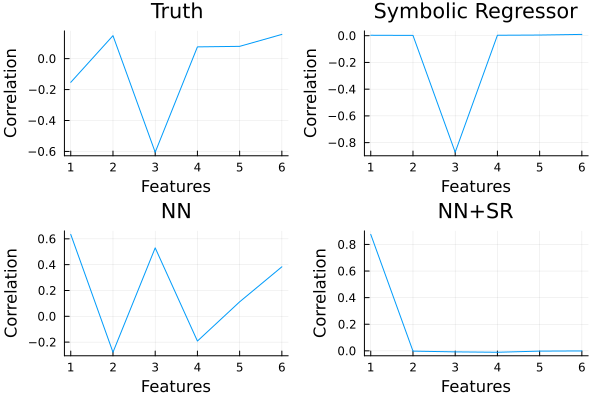 Truth
Correlation
0.0
−0.2
−0.4
−0.6
1 2 3 4 5 6
Features
Symbolic Regressor
Correlation
0.0
−0.2
−0.4
−0.6
−0.8
1 2 3 4 5 6
Features
NN
Correlation
0.6
0.4
0.2
0.0
−0.2
1 2 3 4 5 6
Features
NN+SR
Correlation
0.8
0.6
0.4
0.2
0.0
1 2 3 4 5 6
Features